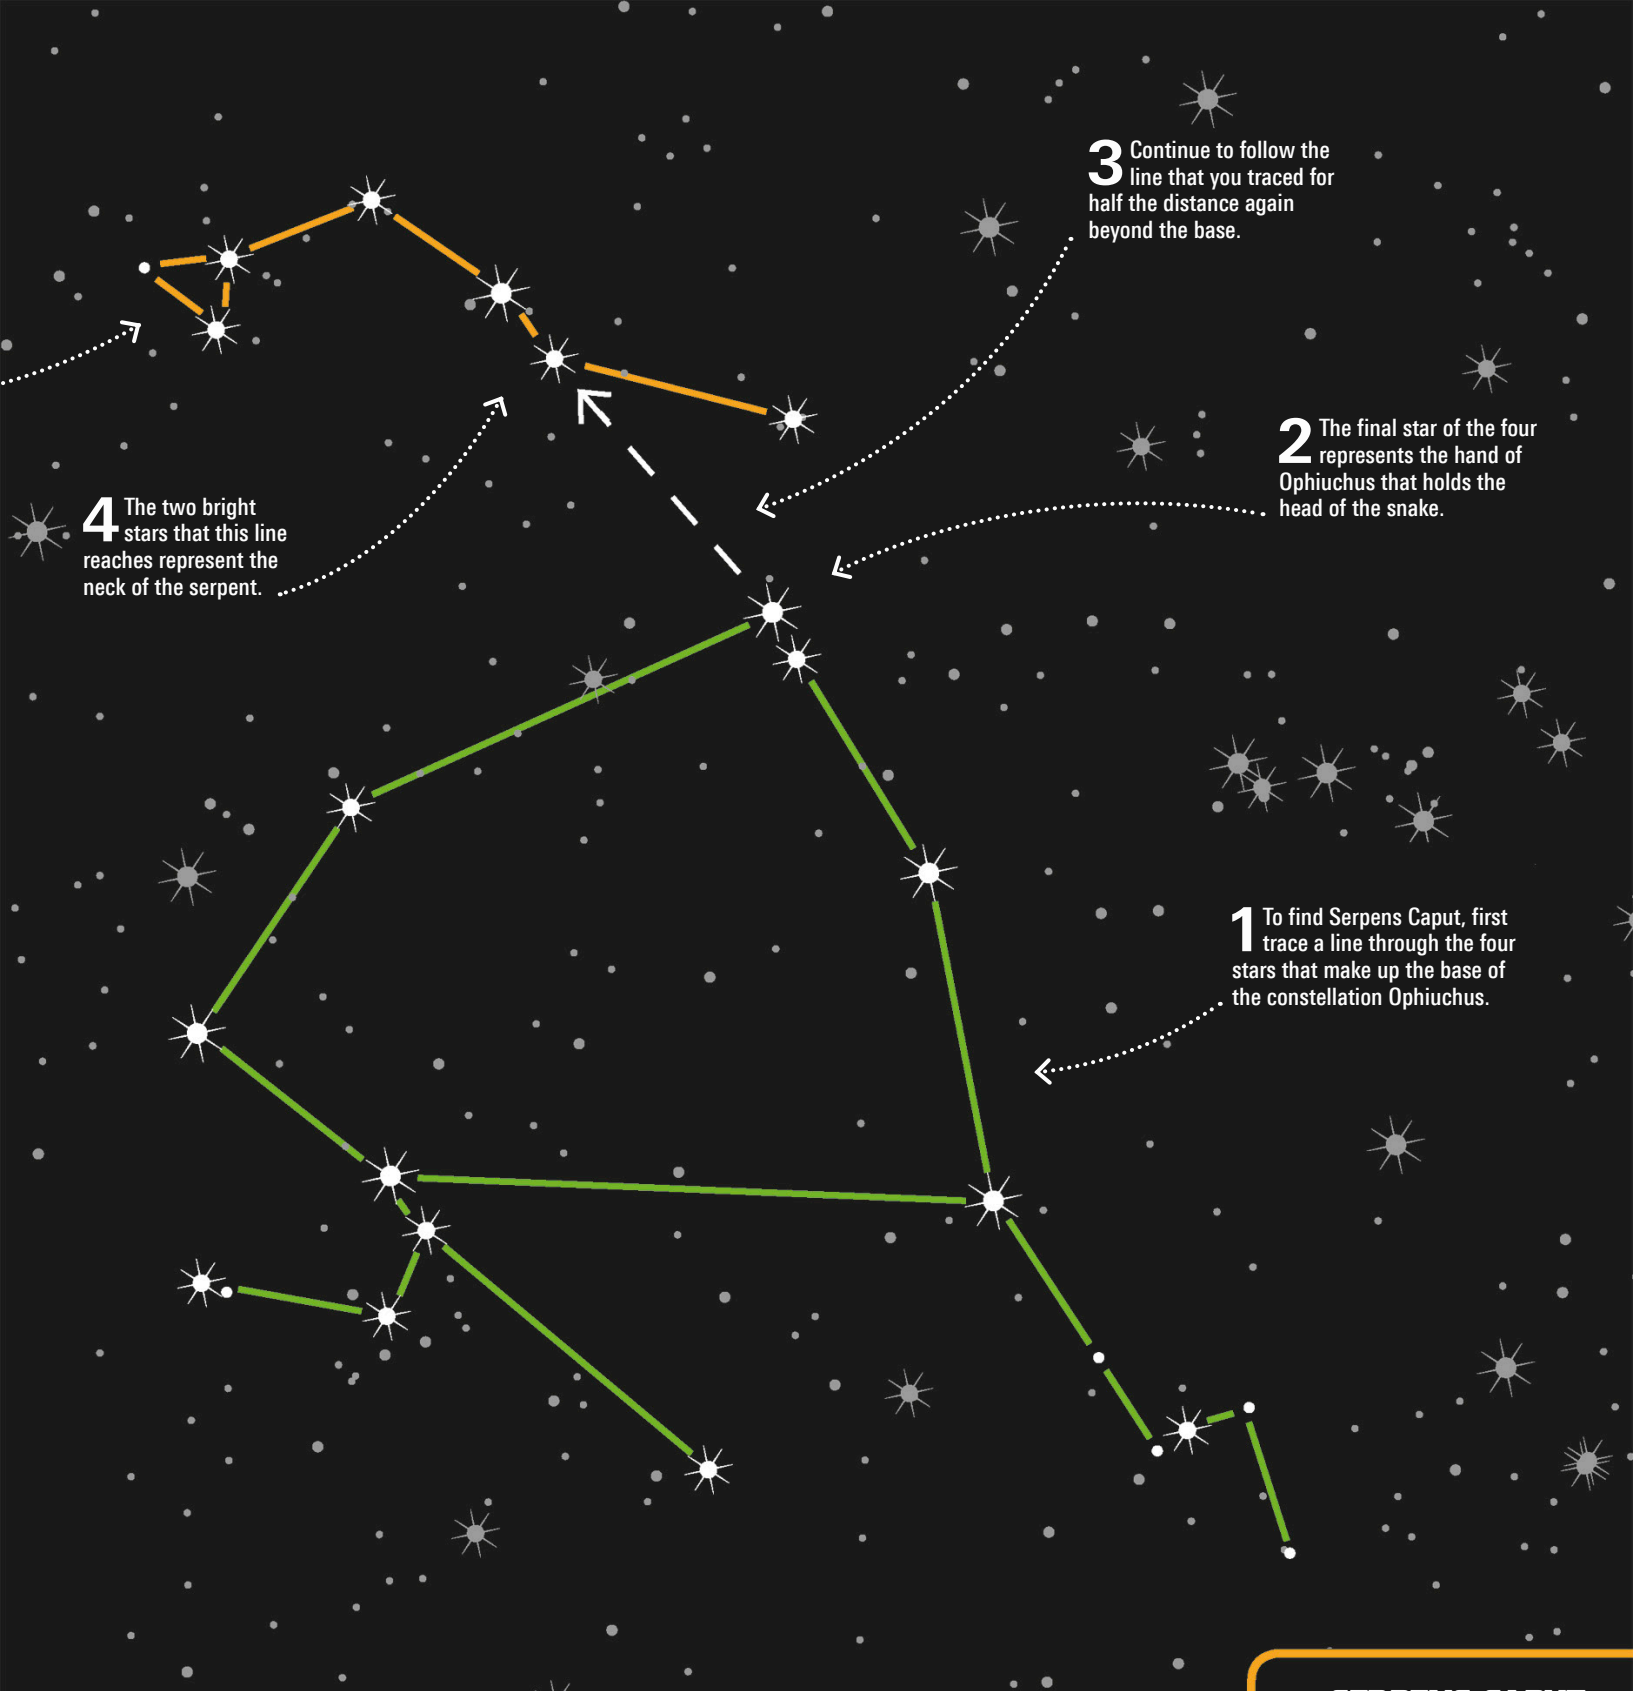 3 Continue to follow the
line that you traced for
half the distance again
beyond the base.
2 The final star of the four
represents the hand of
Ophiuchus that holds the
head of the snake.
4 The two bright
stars that this line
reaches represent the
neck of the serpent.
1 To find Serpens Caput, first
trace a line through the four
stars that make up the base of
the constellation Ophiuchus.